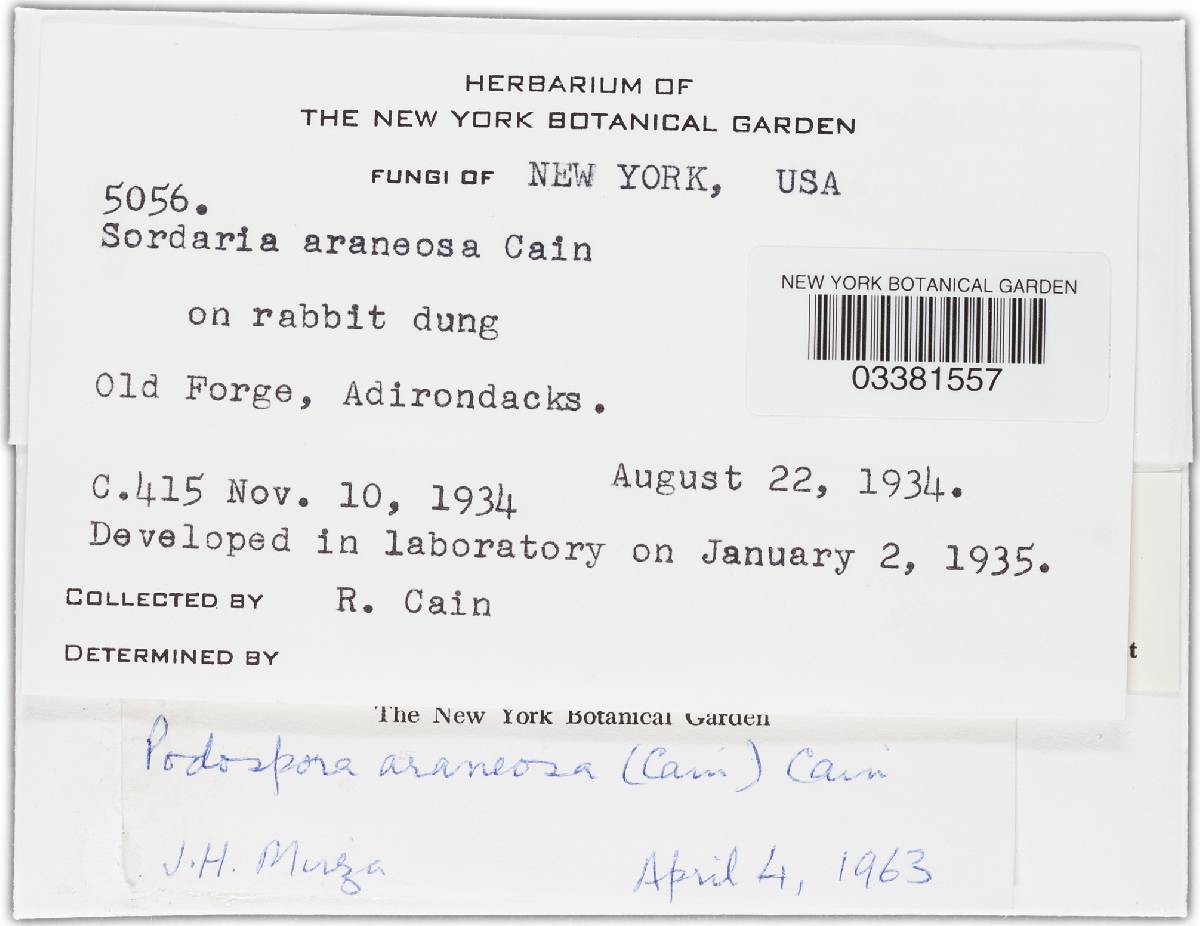 HERBARIUM OF
THE NEW YORK BOTANICAL GARDEN
FUNGI OF NEW YORK, USA
5056.
Sordaria araneosa Cain
on rabbit dung
Old Forge, Adirondacks.
NEW YORK BOTANICAL GARDEN
03381557
C.415 Nov. 10, 1934 August 22, 1934.
Developed in laboratory on January 2, 1935.
COLLECTED BY R. Cain
DETERMINED BY
t
The New York Botanical Garden
Podospora araneosa (Cain) Cain
J.H. Mirza April 4, 1963